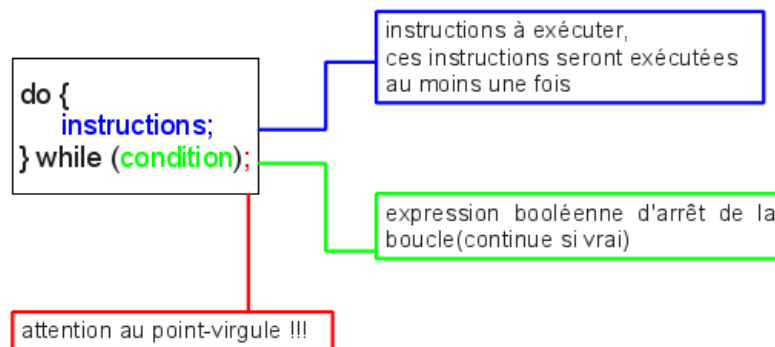 do {
instructions;
} while (condition);
instructions à exécuter,
ces instructions seront exécutées
au moins une fois
expression booléenne d'arrêt de la
boucle(continue si vrai)
attention au point-virgule !!!